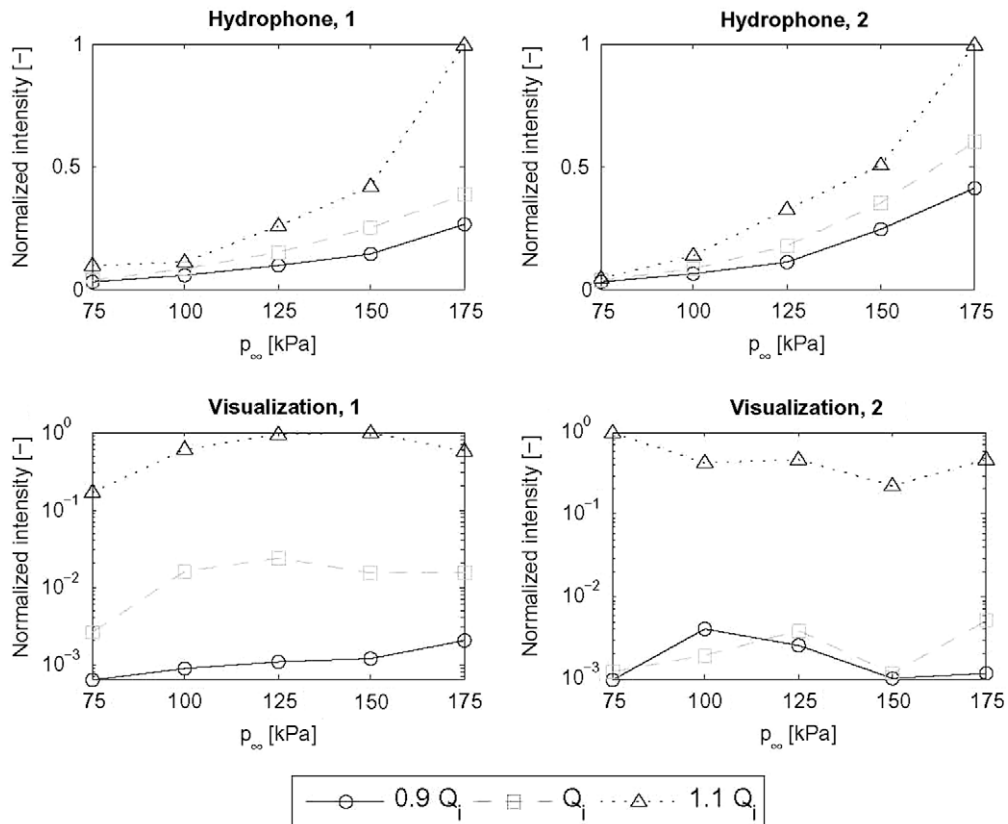 Hydrophone, 1
Normalized intensity [−]
1
0.5
0
75 100 125 150 175
p∞ [kPa]
Hydrophone, 2
Normalized intensity [−]
1
0.5
0
75 100 125 150 175
p∞ [kPa]
Visualization, 1
Normalized intensity [−]
10^0
10^-1
10^-2
10^-3
75 100 125 150 175
p∞ [kPa]
Visualization, 2
Normalized intensity [−]
10^0
10^-1
10^-2
10^-3
75 100 125 150 175
p∞ [kPa]
0.9 Q_i Q_i 1.1 Q_i